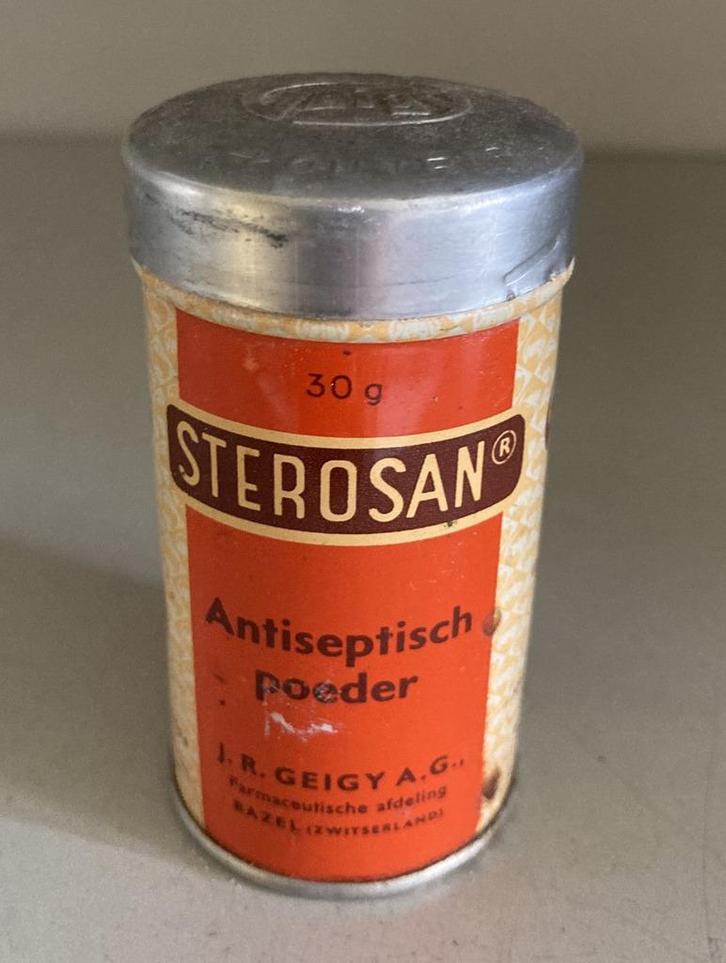 30 g
STEROSAN®
Antiseptisch
poeder
J. R. GEIGY A.G.,
Farmaceutische afdeling
BAZEL (ZWITSERLAND)